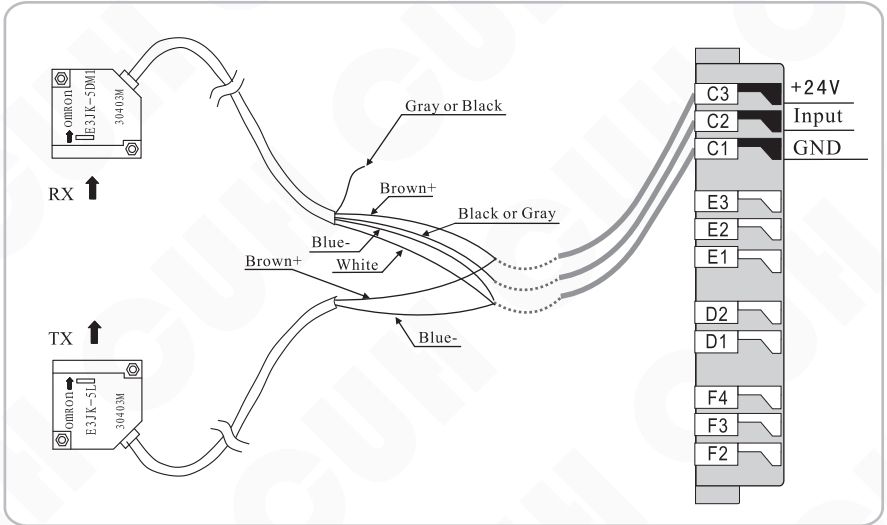 omron
E3JK-5DM1
30403M
RX
Gray or Black
Brown+
Black or Gray
Blue-
White
Brown+
Blue-
TX
omron
E3JK-5L
30403M
C3 +24V
C2 Input
C1 GND
E3
E2
E1
D2
D1
F4
F3
F2